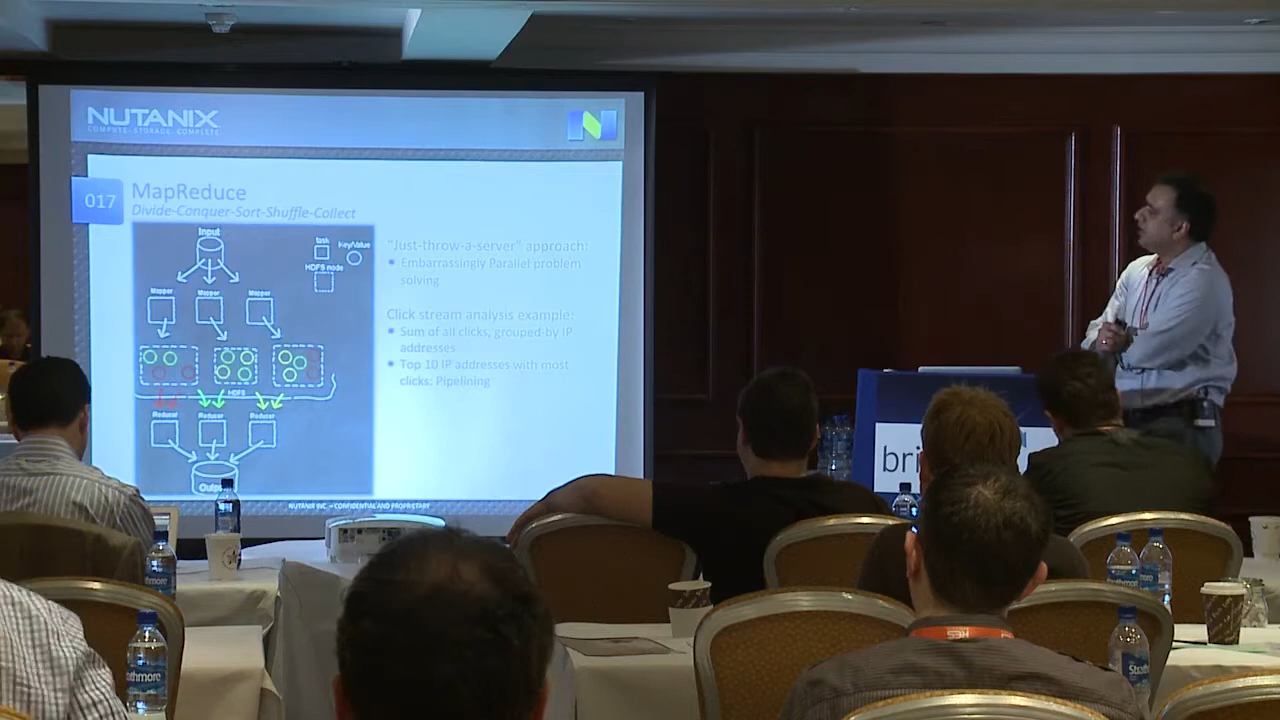 NUTANIX
COMPUTE · STORAGE · COMPLETE
N
017
MapReduce
Divide-Conquer-Sort-Shuffle-Collect
Input
task
Key/Value
HDFS node
Mapper
Mapper
Mapper
HDFS
Reducer
Reducer
Reducer
"Just-throw-a-server" approach:
Embarrassingly Parallel problem
solving
Click stream analysis example:
Sum of all clicks, grouped-by IP
addresses
Top 10 IP addresses with most
clicks: Pipelining
NUTANIX INC. – CONFIDENTIAL AND PROPRIETARY
bri